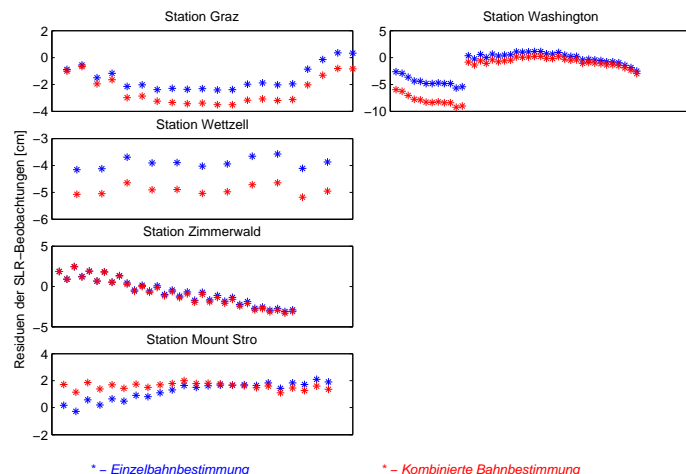 Station Graz
2
0
−2
−4
Station Washington
5
0
−5
−10
Station Wettzell
−3
−4
−5
−6
Station Zimmerwald
5
0
−5
Station Mount Stro
4
2
0
−2
Residuen der SLR−Beobachtungen [cm]
* − Einzelbahnbestimmung
* − Kombinierte Bahnbestimmung